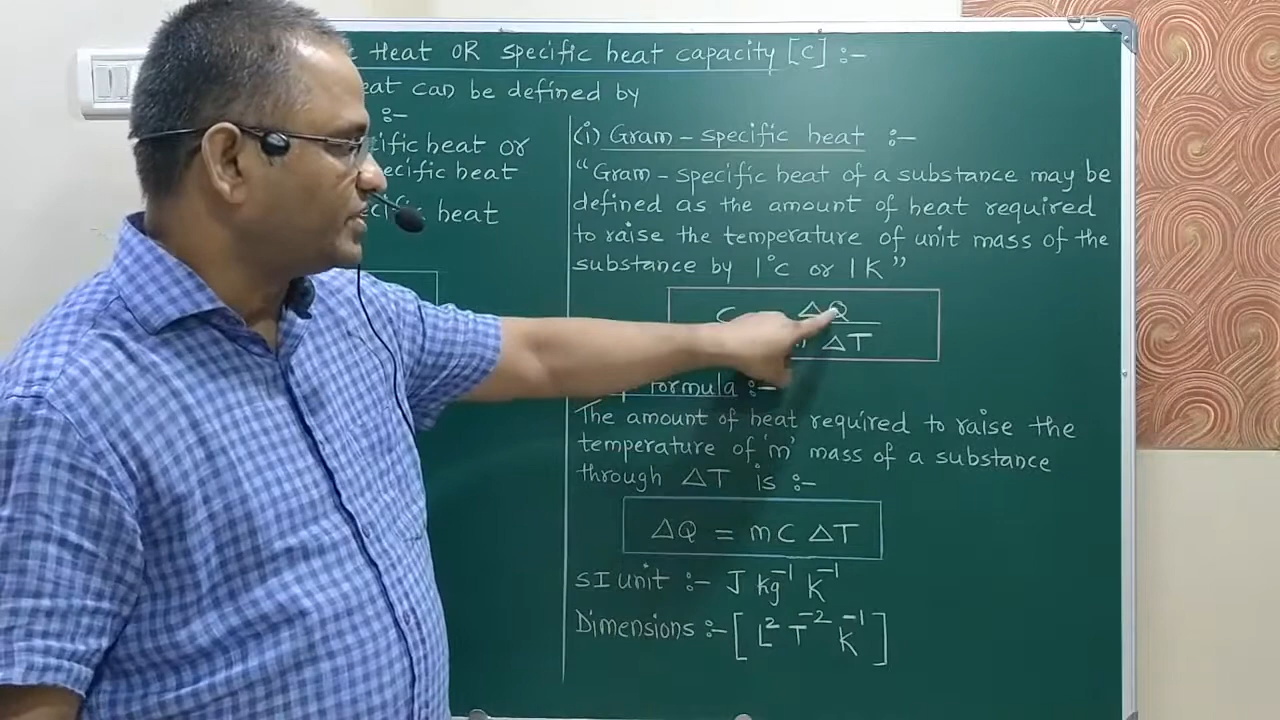 Heat OR specific heat capacity [C] :-
eat can be defined by
:-
ific heat or
ecific heat
cific heat
(i) Gram - specific heat :-
"Gram - specific heat of a substance may be
defined as the amount of heat required
to raise the temperature of unit mass of the
substance by 1°C or 1K"
C ΔQ
ΔT
formula :-
The amount of heat required to raise the
temperature of 'm' mass of a substance
through ΔT is :-
ΔQ = mC ΔT
SI unit :- J Kg⁻¹ K⁻¹
Dimensions :- [L² T⁻² K⁻¹]